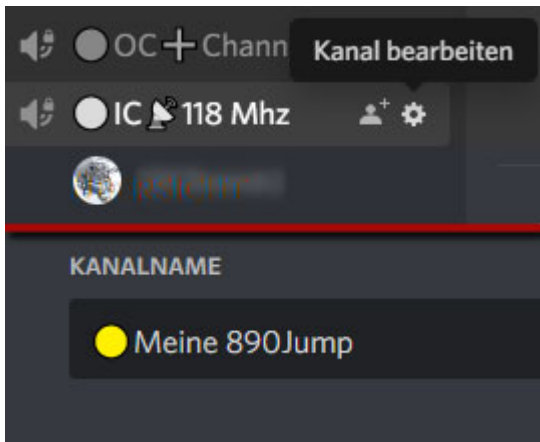 OC➕Chann
Kanal bearbeiten
IC📡118 Mhz
KANALNAME
Meine 890Jump